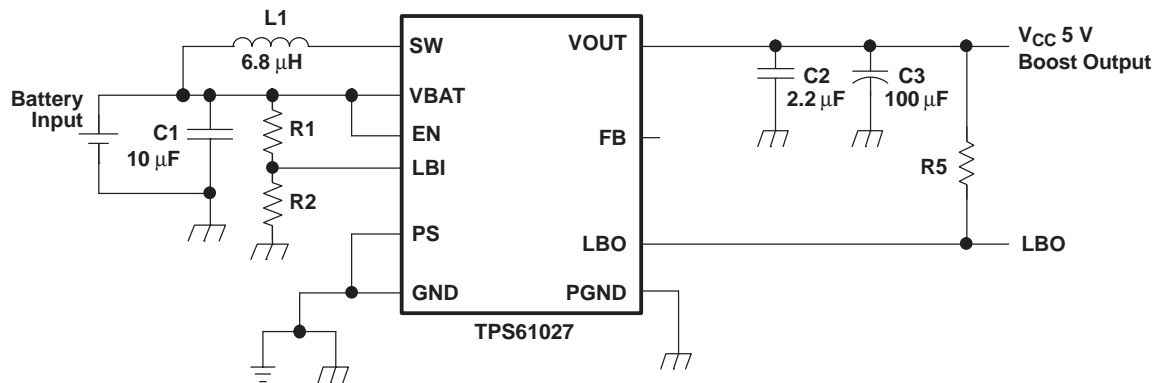 L1
6.8 µH
SW
VOUT
V_CC 5 V
Boost Output
C2
2.2 µF
C3
100 µF
Battery
Input
VBAT
C1
10 µF
R1
EN
FB
LBI
R2
R5
PS
LBO
LBO
GND
PGND
TPS61027